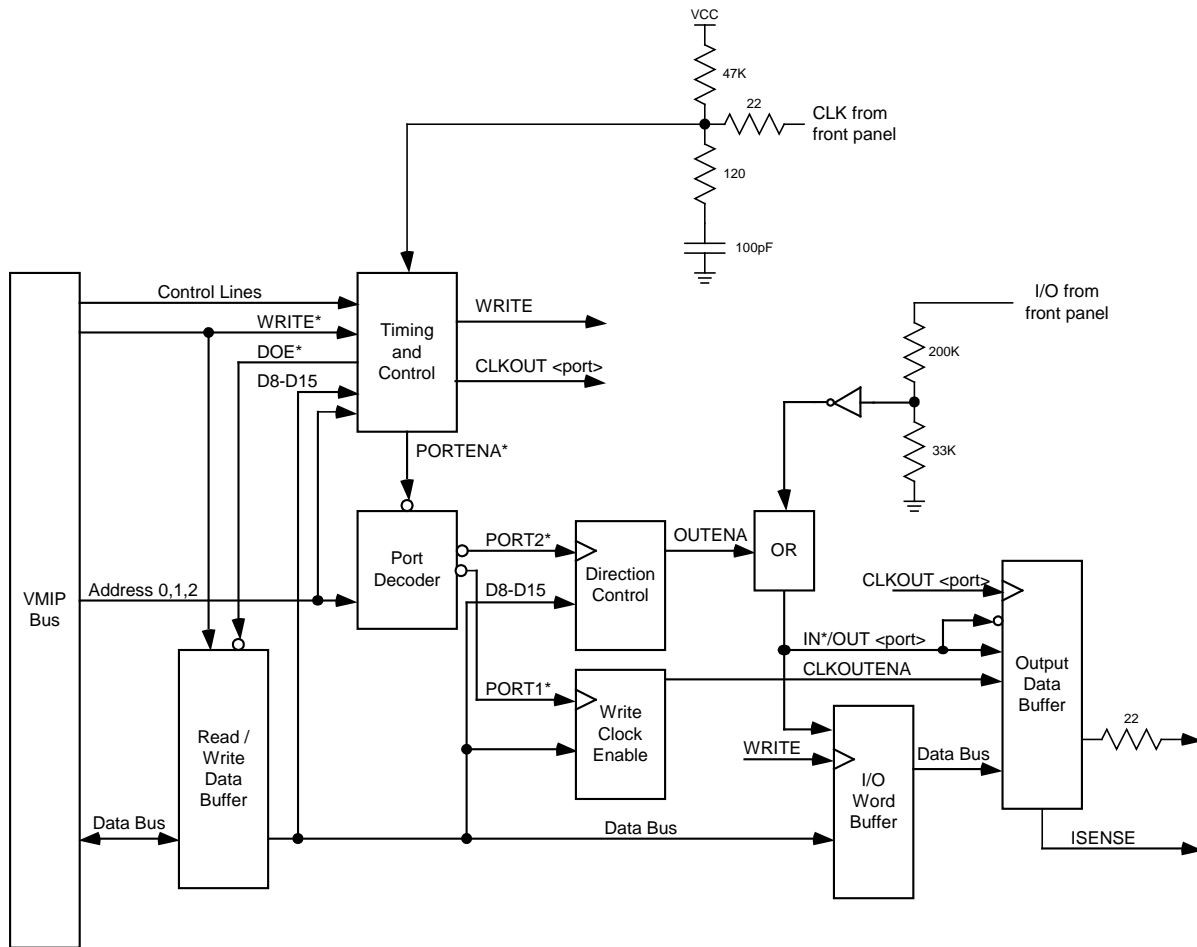 VCC
47K
22
CLK from
front panel
120
100pF
Control Lines
WRITE*
DOE*
D8-D15
Timing
and
Control
WRITE
CLKOUT <port>
I/O from
front panel
200K
33K
PORTENA*
VMIP
Bus
Address 0,1,2
Port
Decoder
PORT2*
D8-D15
PORT1*
Direction
Control
OUTENA
OR
CLKOUT <port>
IN*/OUT <port>
CLKOUTENA
Output
Data
Buffer
22
Read /
Write
Data
Buffer
Write
Clock
Enable
WRITE
I/O
Word
Buffer
Data Bus
Data Bus
Data Bus
ISENSE